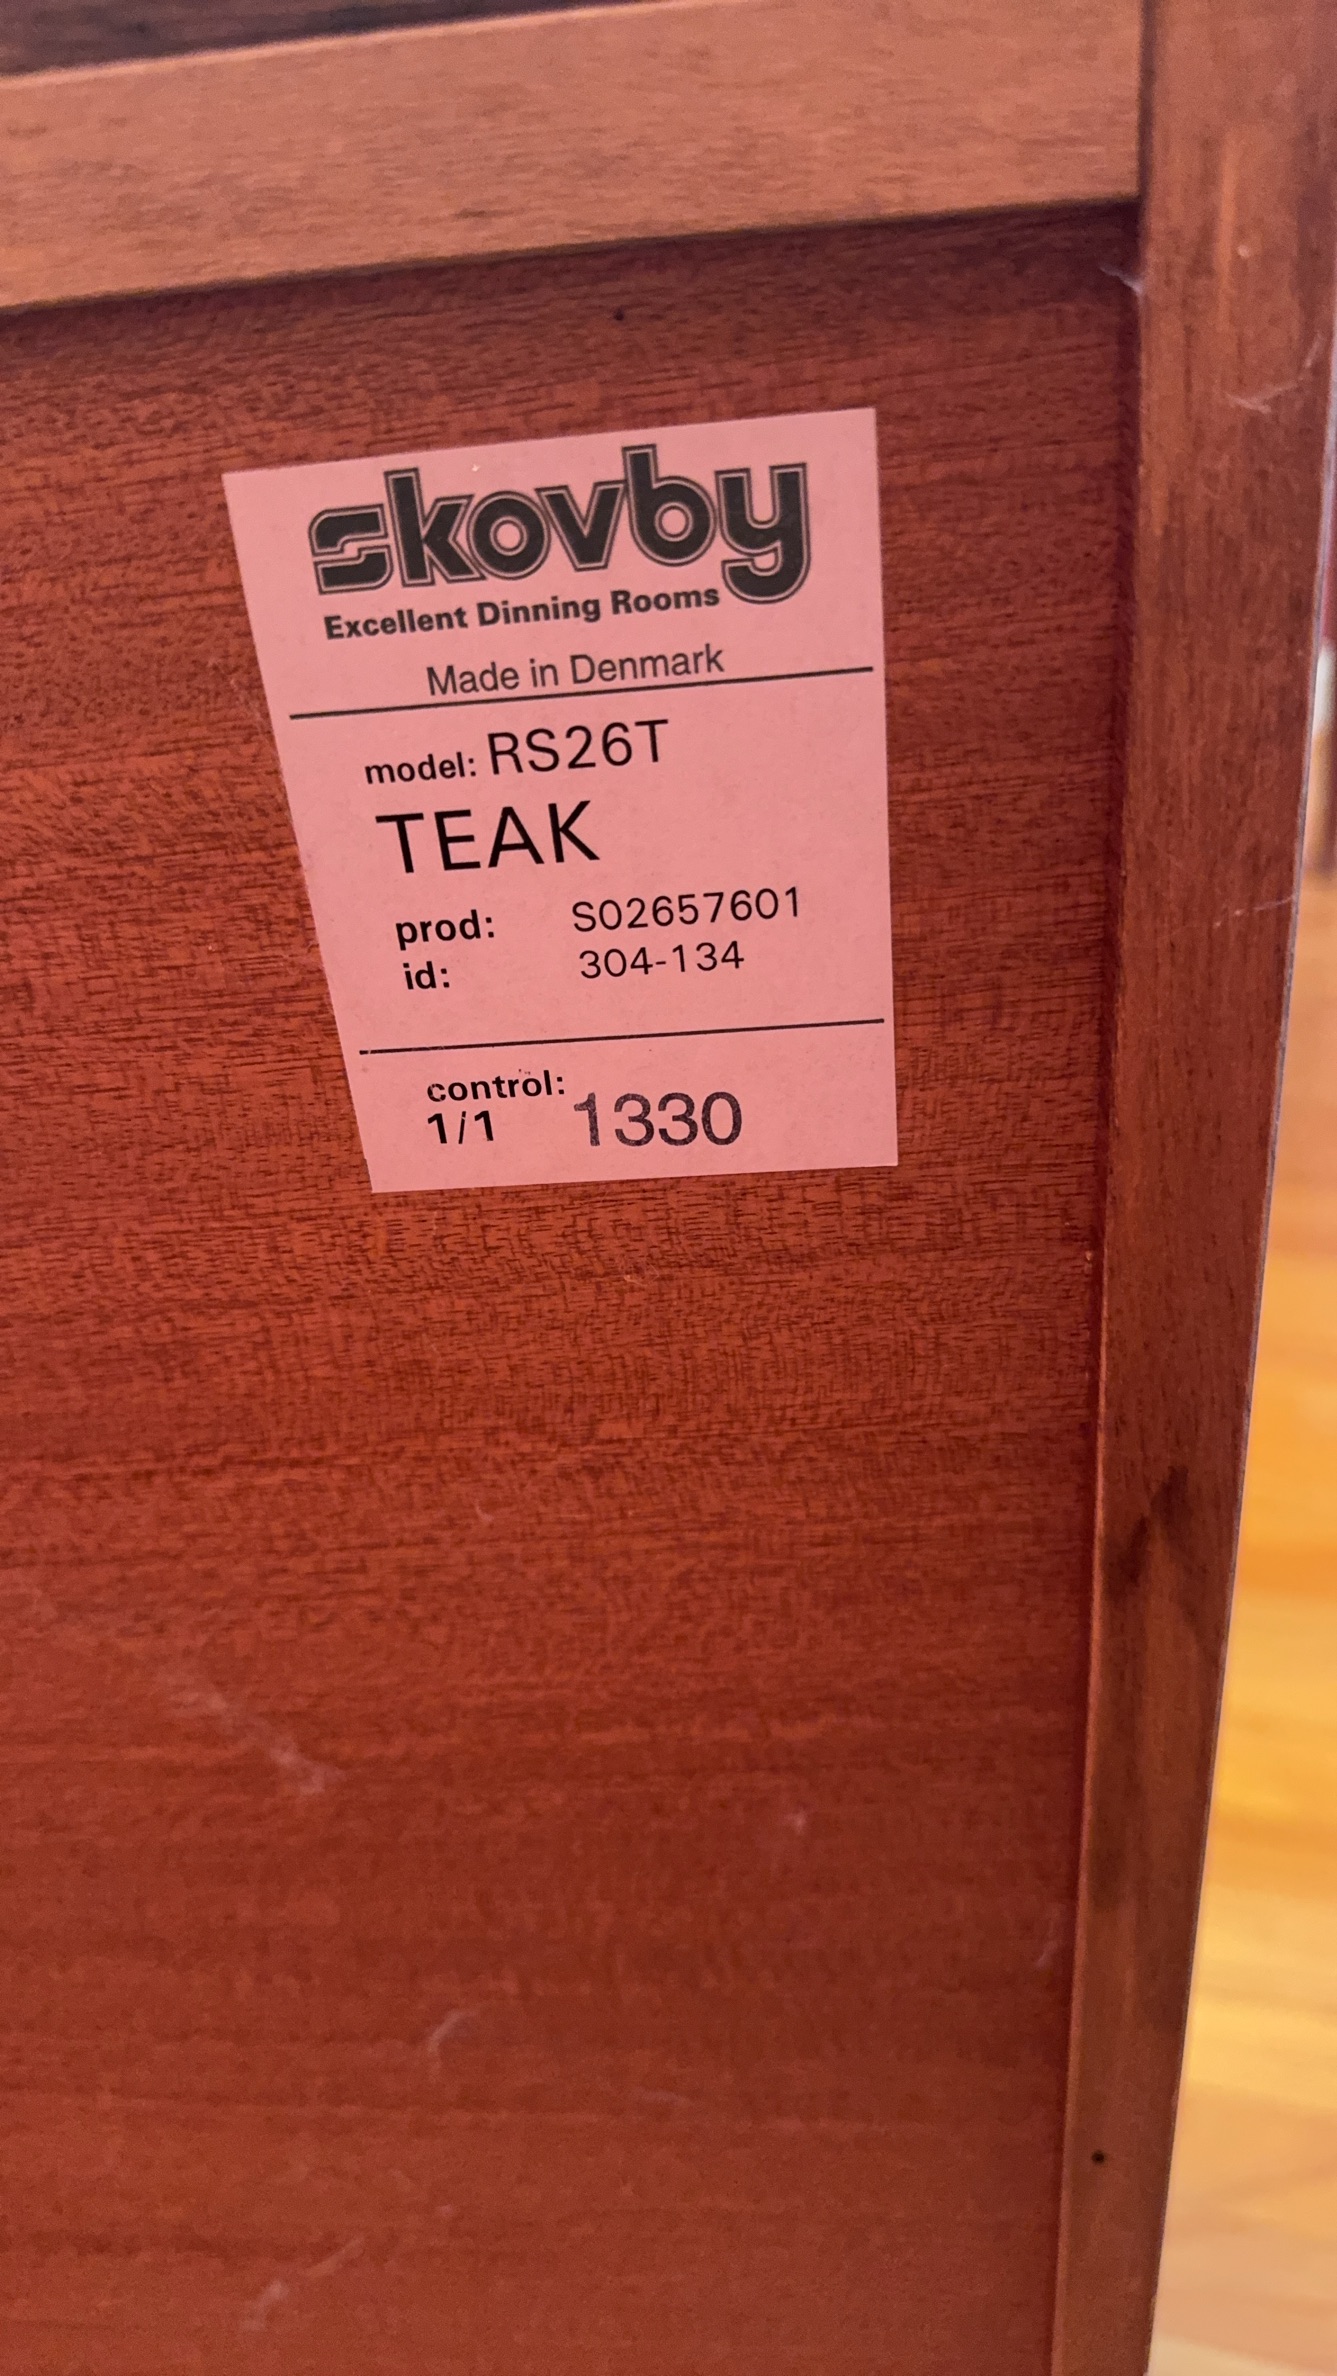 skovby
Excellent Dinning Rooms
Made in Denmark
model: RS26T
TEAK
prod: S02657601
id: 304-134
control:
1/1 1330